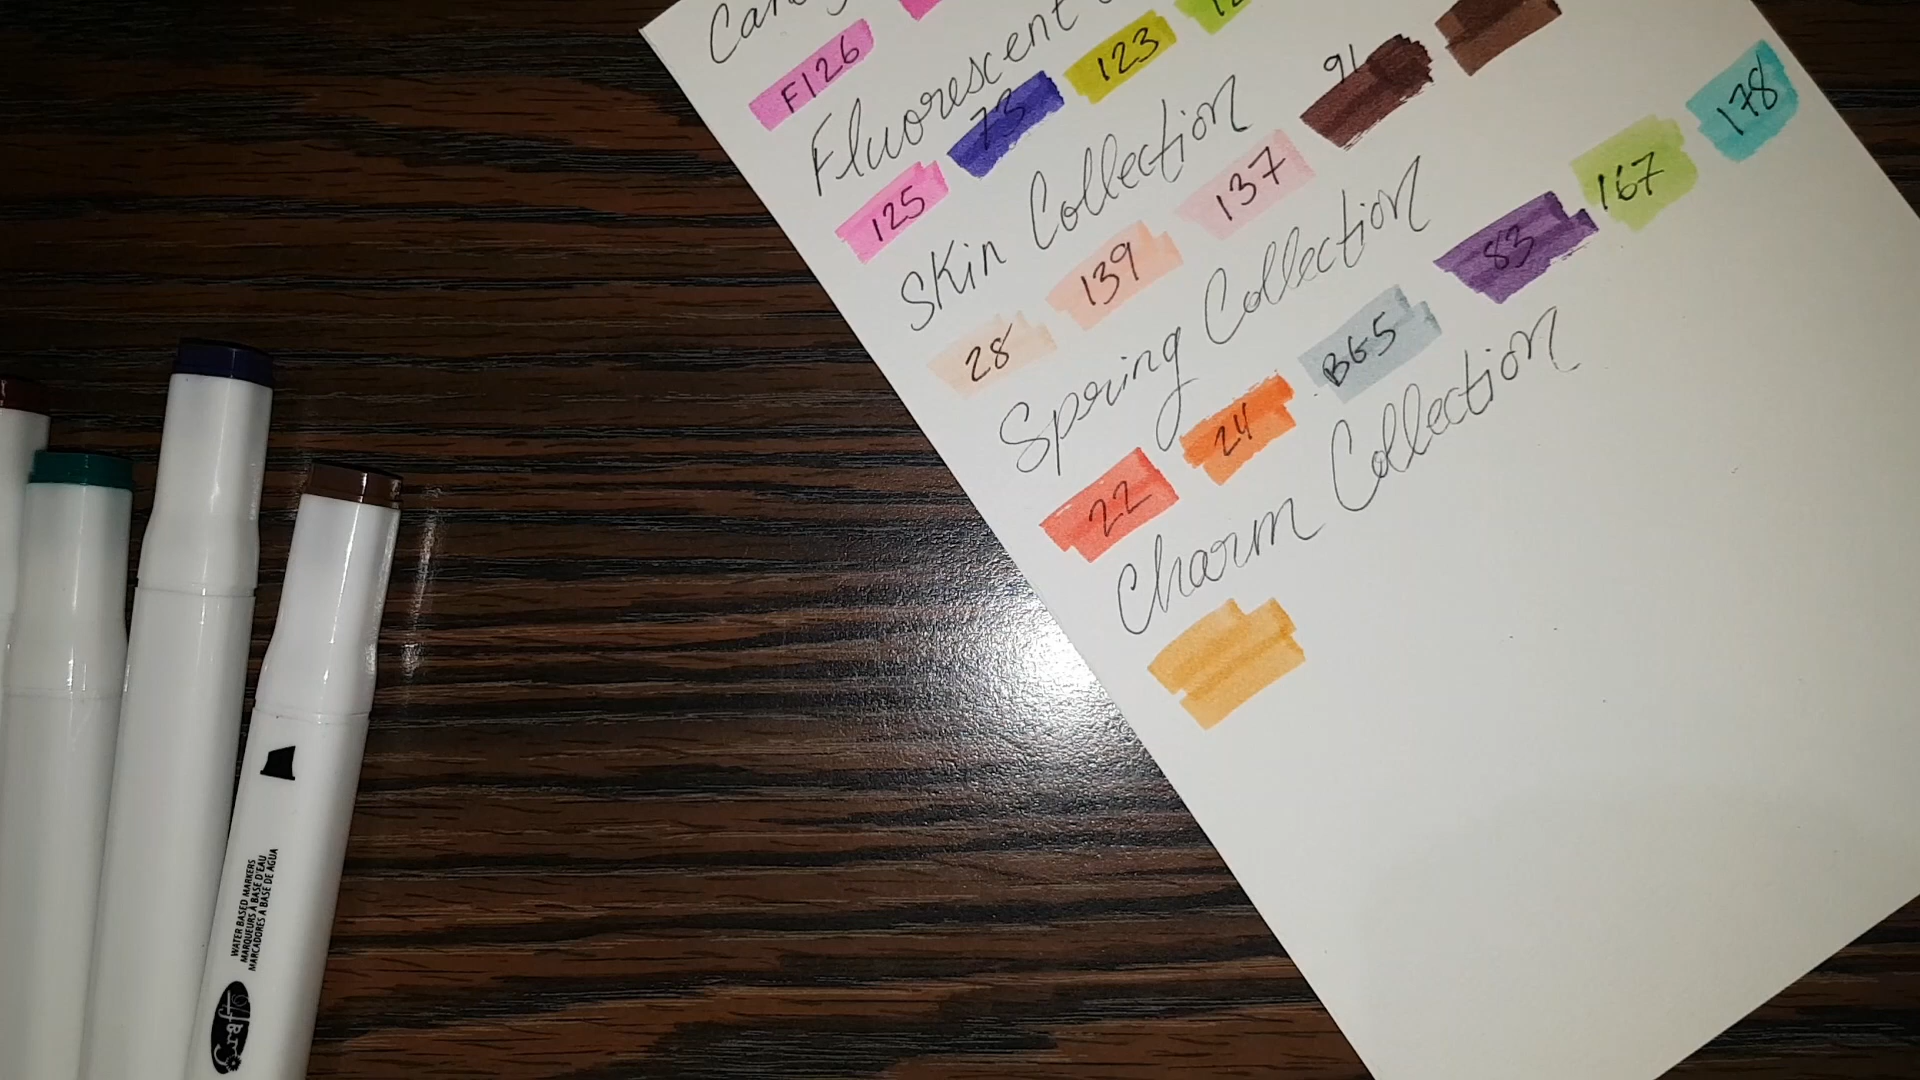 F126
Fluorescent
125 73 123
Skin Collection
28 139 137 91
Spring Collection
22 24 BG5 83 167 178
Charm Collection
WATER BASED MARKERS
MARQUEURS À BASE D'EAU
MARCADORES A BASE DE AGUA